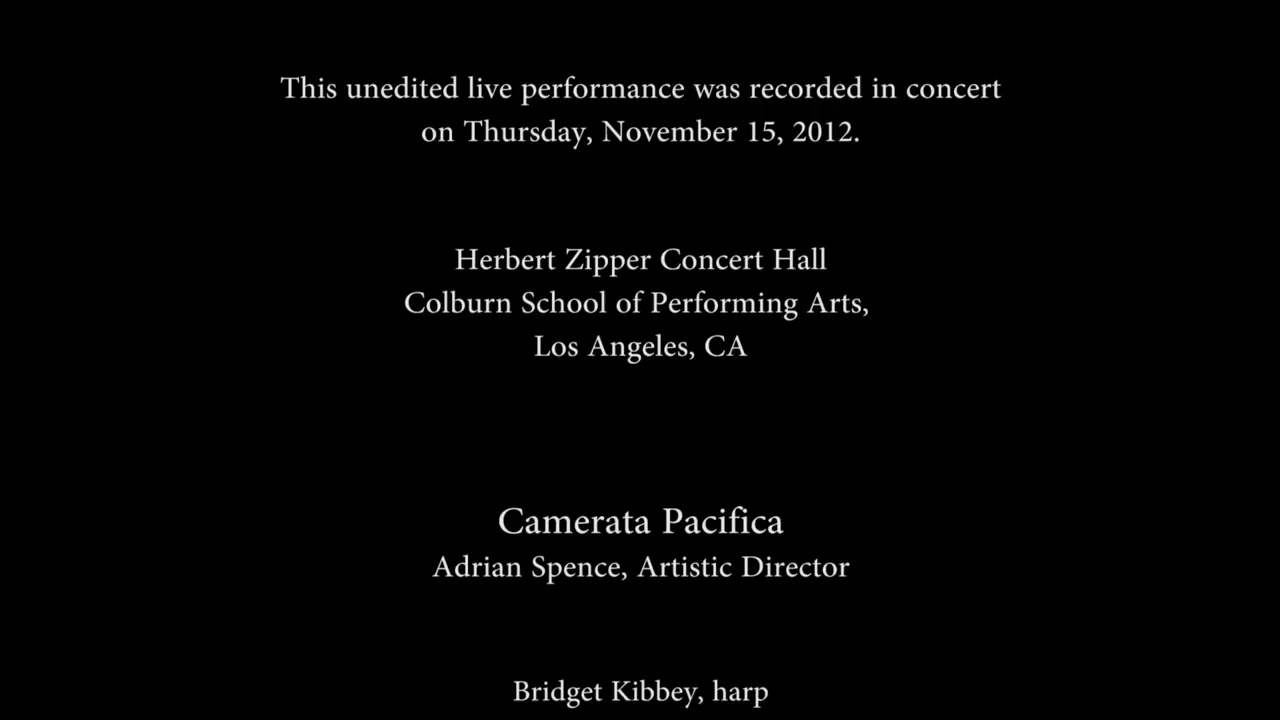 This unedited live performance was recorded in concert
on Thursday, November 15, 2012.
Herbert Zipper Concert Hall
Colburn School of Performing Arts,
Los Angeles, CA
Camerata Pacifica
Adrian Spence, Artistic Director
Bridget Kibbey, harp